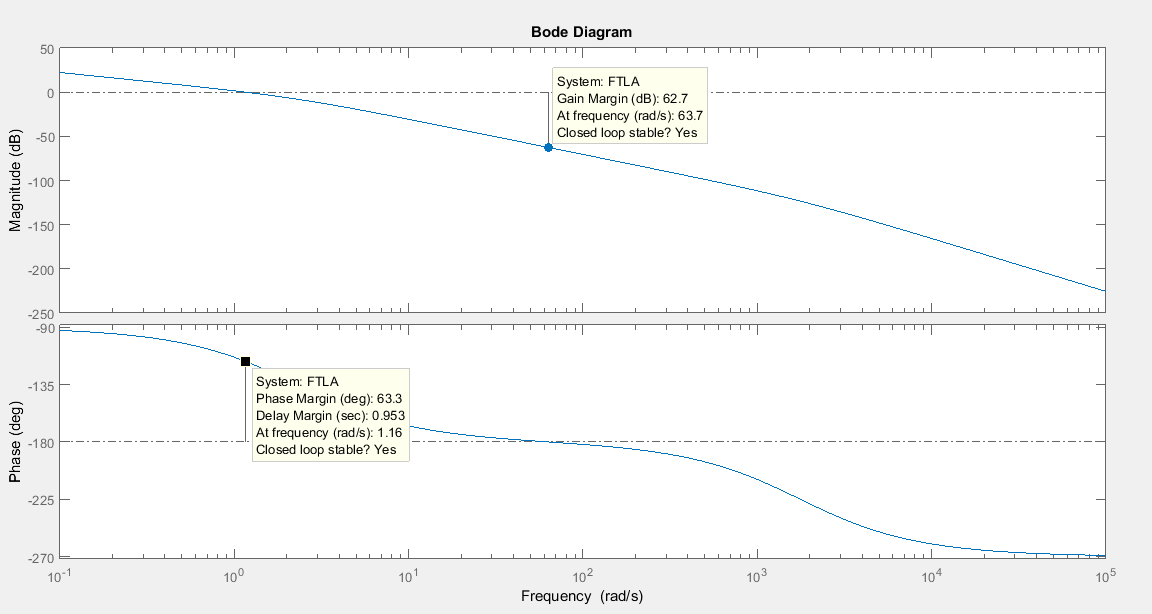 Bode Diagram
50
0
-50
-100
-150
-200
-250
Magnitude (dB)
System: FTLA
Gain Margin (dB): 62.7
At frequency (rad/s): 63.7
Closed loop stable? Yes
-90
-135
-180
-225
-270
Phase (deg)
System: FTLA
Phase Margin (deg): 63.3
Delay Margin (sec): 0.953
At frequency (rad/s): 1.16
Closed loop stable? Yes
10⁻¹ 10⁰ 10¹ 10² 10³ 10⁴ 10⁵
Frequency (rad/s)